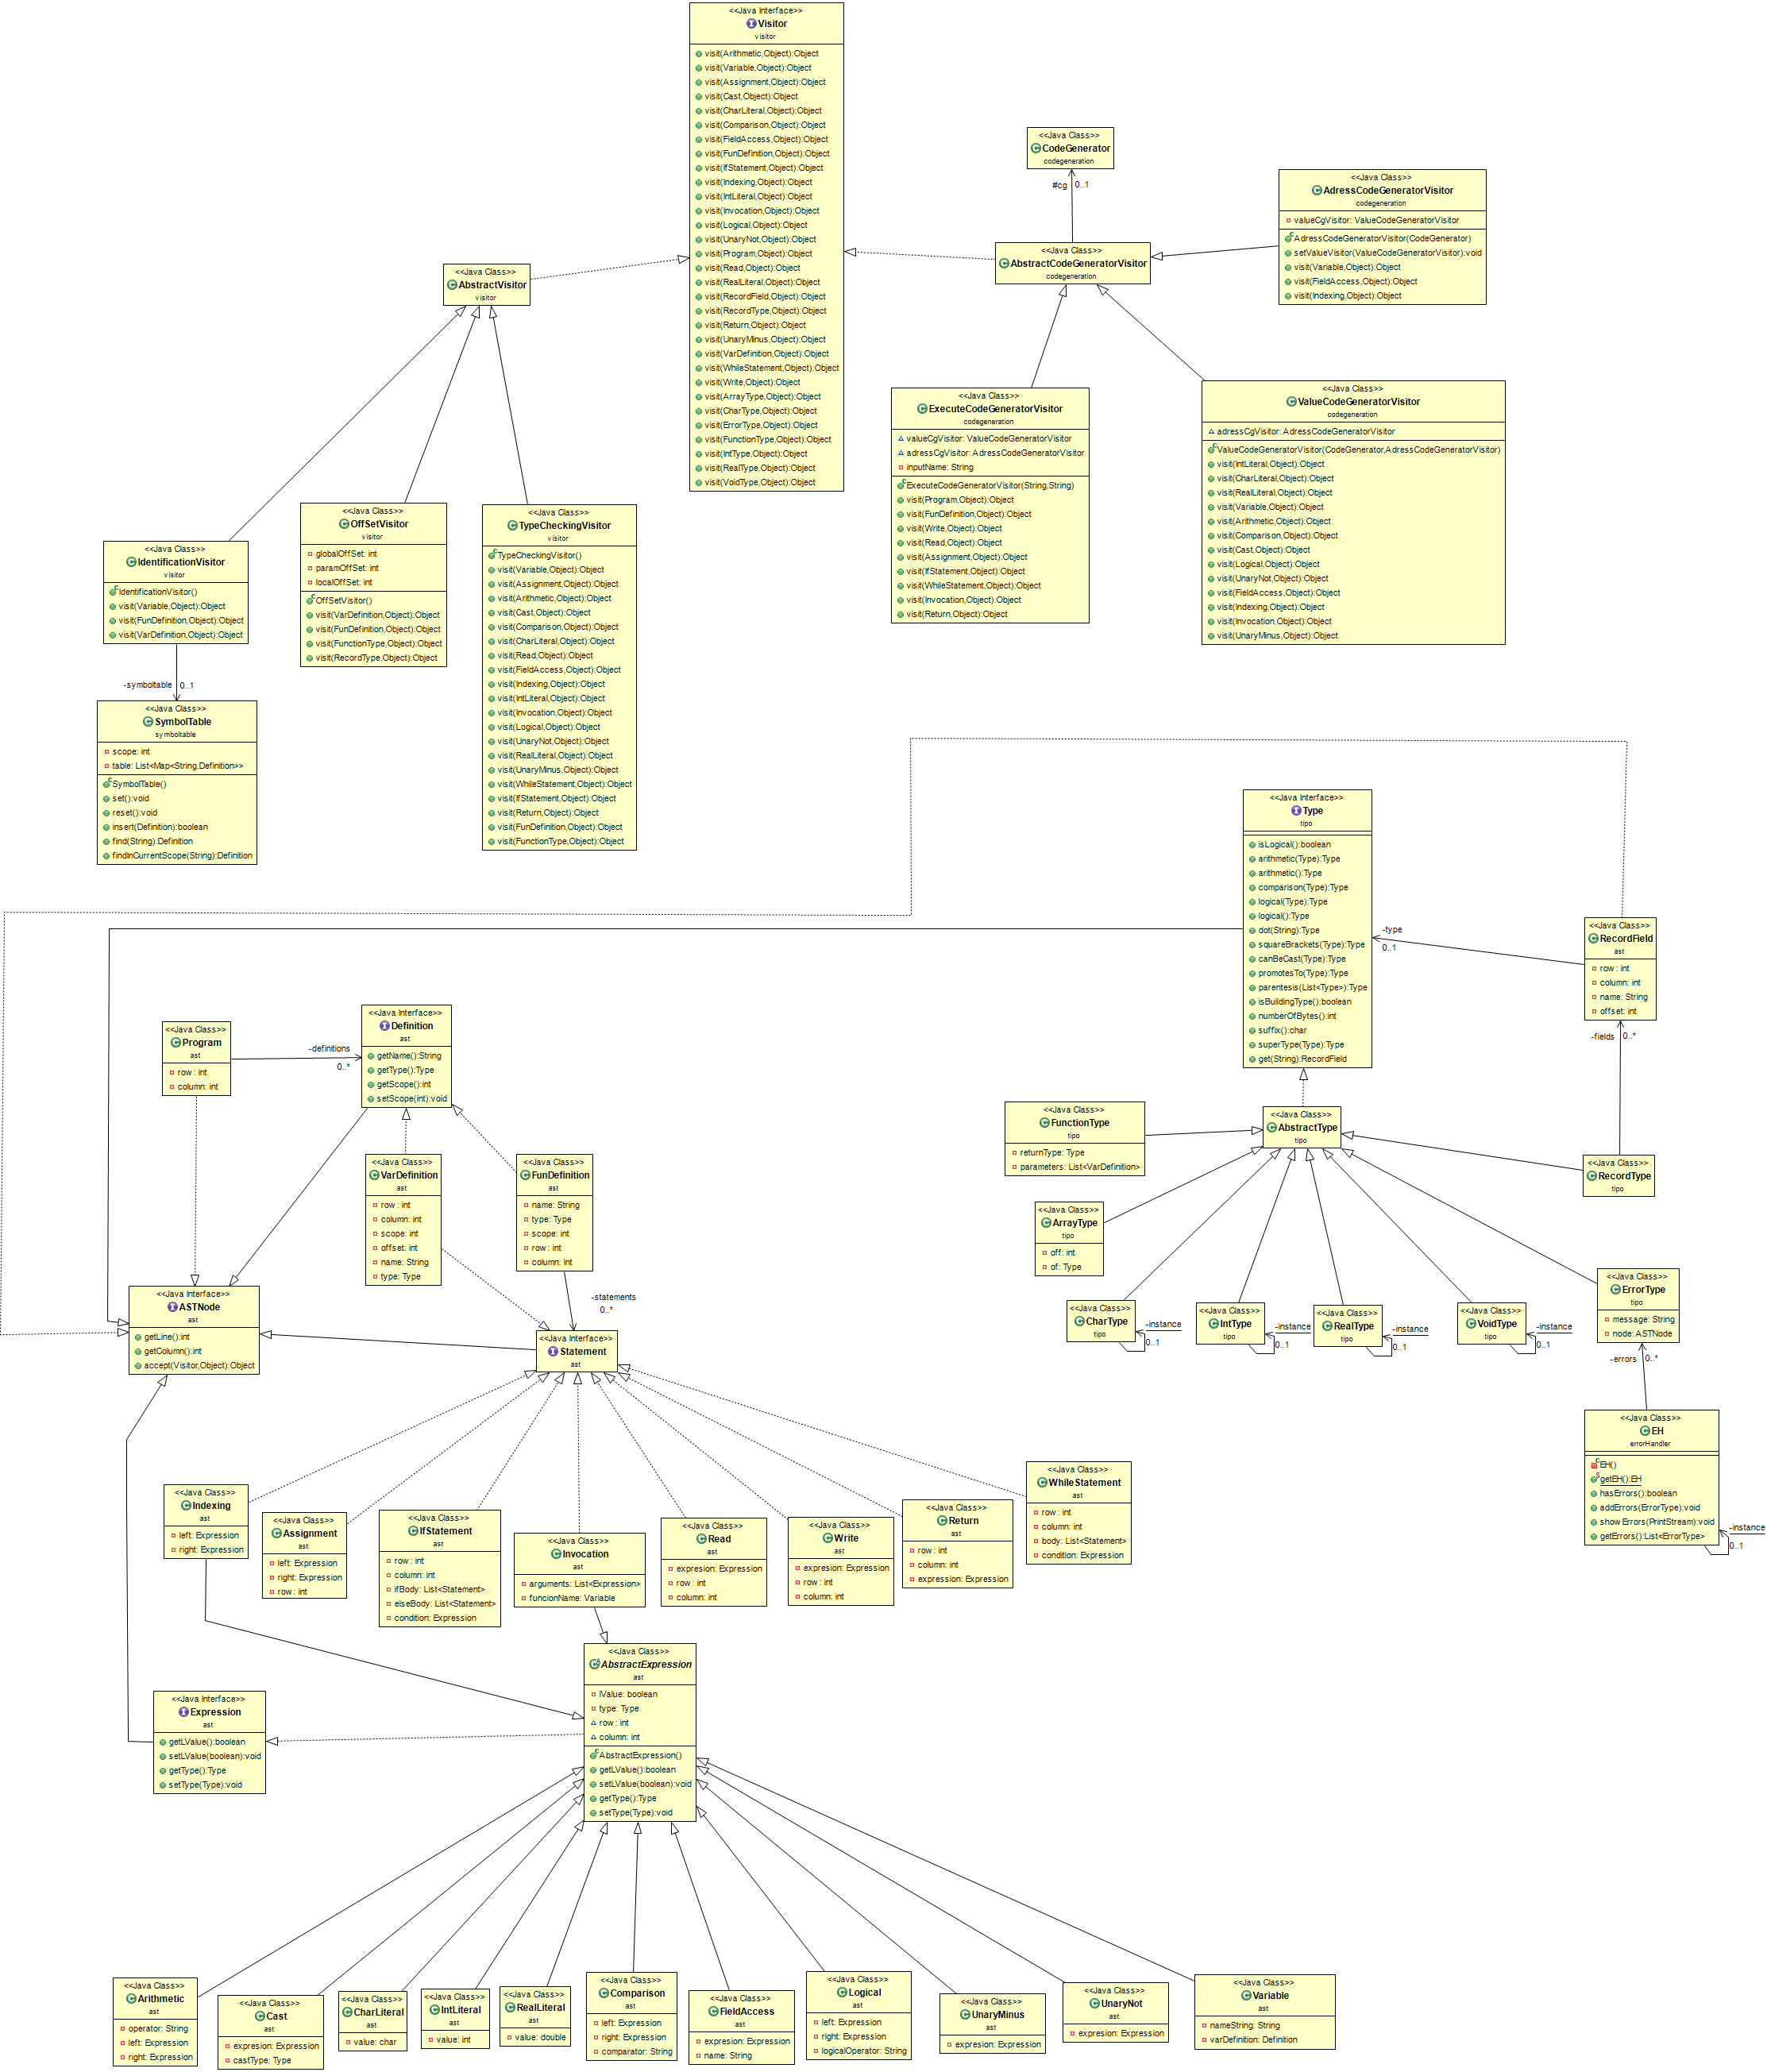 <<Java Interface>>
Visitor
visitor
visit(Arithmetic,Object):Object
visit(Variable,Object):Object
visit(Assignment,Object):Object
visit(Cast,Object):Object
visit(CharLiteral,Object):Object
visit(Comparison,Object):Object
visit(FieldAccess,Object):Object
visit(FunDefinition,Object):Object
visit(IfStatement,Object):Object
visit(Indexing,Object):Object
visit(IntLiteral,Object):Object
visit(Invocation,Object):Object
visit(Logical,Object):Object
visit(UnaryNot,Object):Object
visit(Program,Object):Object
visit(Read,Object):Object
visit(RealLiteral,Object):Object
visit(RecordField,Object):Object
visit(RecordType,Object):Object
visit(Return,Object):Object
visit(UnaryMinus,Object):Object
visit(VarDefinition,Object):Object
visit(WhileStatement,Object):Object
visit(Write,Object):Object
visit(ArrayType,Object):Object
visit(CharType,Object):Object
visit(ErrorType,Object):Object
visit(FunctionType,Object):Object
visit(IntType,Object):Object
visit(RealType,Object):Object
visit(VoidType,Object):Object
<<Java Class>>
CodeGenerator
codegeneration
#cg 0..1
<<Java Class>>
AdressCodeGeneratorVisitor
codegeneration
valueCgVisitor: ValueCodeGeneratorVisitor
AdressCodeGeneratorVisitor(CodeGenerator)
setValueVisitor(ValueCodeGeneratorVisitor):void
visit(Variable,Object):Object
visit(FieldAccess,Object):Object
visit(Indexing,Object):Object
<<Java Class>>
AbstractCodeGeneratorVisitor
codegeneration
<<Java Class>>
AbstractVisitor
visitor
<<Java Class>>
ExecuteCodeGeneratorVisitor
codegeneration
valueCgVisitor: ValueCodeGeneratorVisitor
adressCgVisitor: AdressCodeGeneratorVisitor
inputName: String
ExecuteCodeGeneratorVisitor(String,String)
visit(Program,Object):Object
visit(FunDefinition,Object):Object
visit(Write,Object):Object
visit(Read,Object):Object
visit(Assignment,Object):Object
visit(IfStatement,Object):Object
visit(WhileStatement,Object):Object
visit(Invocation,Object):Object
visit(Return,Object):Object
<<Java Class>>
ValueCodeGeneratorVisitor
codegeneration
adressCgVisitor: AdressCodeGeneratorVisitor
ValueCodeGeneratorVisitor(CodeGenerator,AdressCodeGeneratorVisitor)
visit(IntLiteral,Object):Object
visit(CharLiteral,Object):Object
visit(RealLiteral,Object):Object
visit(Variable,Object):Object
visit(Arithmetic,Object):Object
visit(Comparison,Object):Object
visit(Cast,Object):Object
visit(Logical,Object):Object
visit(UnaryNot,Object):Object
visit(FieldAccess,Object):Object
visit(Indexing,Object):Object
visit(Invocation,Object):Object
visit(UnaryMinus,Object):Object
<<Java Class>>
IdentificationVisitor
visitor
IdentificationVisitor()
visit(Variable,Object):Object
visit(FunDefinition,Object):Object
visit(VarDefinition,Object):Object
<<Java Class>>
OffSetVisitor
visitor
globalOffSet: int
paramOffSet: int
localOffSet: int
OffSetVisitor()
visit(VarDefinition,Object):Object
visit(FunDefinition,Object):Object
visit(FunctionType,Object):Object
visit(RecordType,Object):Object
<<Java Class>>
TypeCheckingVisitor
visitor
TypeCheckingVisitor()
visit(Variable,Object):Object
visit(Assignment,Object):Object
visit(Arithmetic,Object):Object
visit(Cast,Object):Object
visit(Comparison,Object):Object
visit(CharLiteral,Object):Object
visit(Read,Object):Object
visit(FieldAccess,Object):Object
visit(Indexing,Object):Object
visit(IntLiteral,Object):Object
visit(Invocation,Object):Object
visit(Logical,Object):Object
visit(UnaryNot,Object):Object
visit(RealLiteral,Object):Object
visit(UnaryMinus,Object):Object
visit(WhileStatement,Object):Object
visit(IfStatement,Object):Object
visit(Return,Object):Object
visit(FunDefinition,Object):Object
visit(FunctionType,Object):Object
-symboltable 0..1
<<Java Class>>
SymbolTable
symboltable
scope: int
table: List<Map<String,Definition>>
SymbolTable()
set():void
reset():void
insert(Definition):boolean
find(String):Definition
findInCurrentScope(String):Definition
<<Java Interface>>
Type
tipo
isLogical():boolean
arithmetic(Type):Type
arithmetic():Type
comparison(Type):Type
logical(Type):Type
logical():Type
dot(String):Type
squareBrackets(Type):Type
canBeCast(Type):Type
promotesTo(Type):Type
parentesis(List<Type>):Type
isBuildingType():boolean
numberOfBytes():int
suffix():char
superType(Type):Type
get(String):RecordField
-type
0..1
<<Java Class>>
RecordField
ast
row: int
column: int
name: String
offset: int
-fields 0..*
<<Java Class>>
Program
ast
row: int
column: int
-definitions
0..*
<<Java Interface>>
Definition
ast
getName():String
getType():Type
getScope():int
setScope(int):void
<<Java Class>>
FunctionType
tipo
returnType: Type
parameters: List<VarDefinition>
<<Java Class>>
AbstractType
tipo
<<Java Class>>
RecordType
tipo
<<Java Class>>
VarDefinition
ast
row: int
column: int
scope: int
offset: int
name: String
type: Type
<<Java Class>>
FunDefinition
ast
name: String
type: Type
scope: int
row: int
column: int
-statements
0..*
<<Java Class>>
ArrayType
tipo
off: int
of: Type
<<Java Class>>
CharType
tipo
-instance
0..1
<<Java Class>>
IntType
tipo
-instance
0..1
<<Java Class>>
RealType
tipo
-instance
0..1
<<Java Class>>
VoidType
tipo
-instance
0..1
<<Java Class>>
ErrorType
tipo
message: String
node: ASTNode
-errors 0..*
<<Java Interface>>
ASTNode
ast
getLine():int
getColumn():int
accept(Visitor,Object):Object
<<Java Interface>>
Statement
ast
<<Java Class>>
EH
errorHandler
EH()
getEH():EH
hasErrors():boolean
addErrors(ErrorType):void
showErrors(PrintStream):void
getErrors():List<ErrorType>
-instance
0..1
<<Java Class>>
Indexing
ast
left: Expression
right: Expression
<<Java Class>>
Assignment
ast
left: Expression
right: Expression
row: int
<<Java Class>>
IfStatement
ast
row: int
column: int
ifBody: List<Statement>
elseBody: List<Statement>
condition: Expression
<<Java Class>>
Invocation
ast
arguments: List<Expression>
funcionName: Variable
<<Java Class>>
Read
ast
expresion: Expression
row: int
column: int
<<Java Class>>
Write
ast
expresion: Expression
row: int
column: int
<<Java Class>>
Return
ast
row: int
column: int
expression: Expression
<<Java Class>>
WhileStatement
ast
row: int
column: int
body: List<Statement>
condition: Expression
<<Java Class>>
AbstractExpression
ast
lValue: boolean
type: Type
row: int
column: int
AbstractExpression()
getLValue():boolean
setLValue(boolean):void
getType():Type
setType(Type):void
<<Java Interface>>
Expression
ast
getLValue():boolean
setLValue(boolean):void
getType():Type
setType(Type):void
<<Java Class>>
Arithmetic
ast
operator: String
left: Expression
right: Expression
<<Java Class>>
Cast
ast
expresion: Expression
castType: Type
<<Java Class>>
CharLiteral
ast
value: char
<<Java Class>>
IntLiteral
ast
value: int
<<Java Class>>
RealLiteral
ast
value: double
<<Java Class>>
Comparison
ast
left: Expression
right: Expression
comparator: String
<<Java Class>>
FieldAccess
ast
expresion: Expression
name: String
<<Java Class>>
Logical
ast
left: Expression
right: Expression
logicalOperator: String
<<Java Class>>
UnaryMinus
ast
expresion: Expression
<<Java Class>>
UnaryNot
ast
expresion: Expression
<<Java Class>>
Variable
ast
nameString: String
varDefinition: Definition